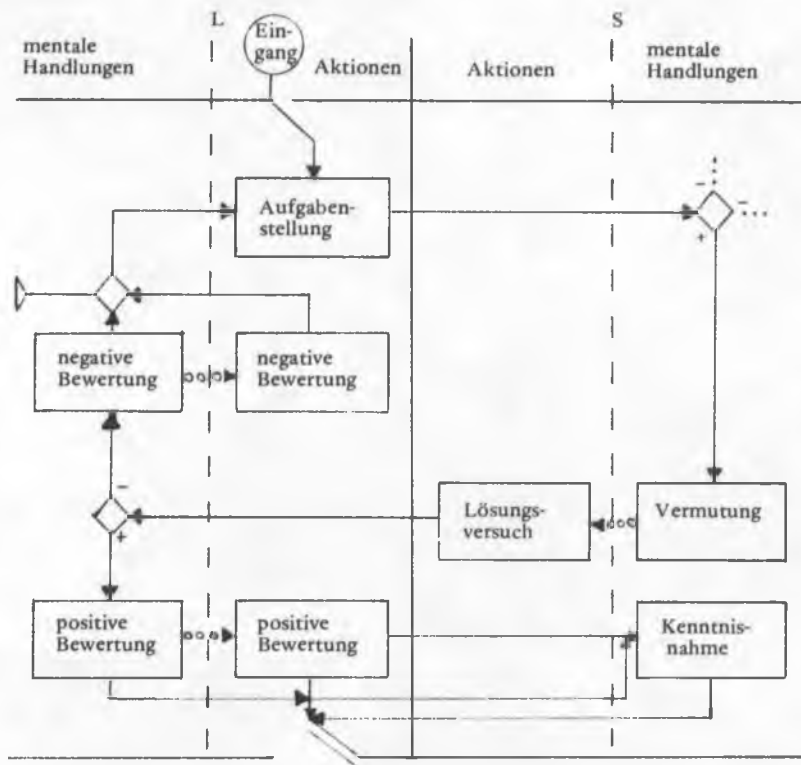 L
S
Ein-
gang
mentale
Handlungen
Aktionen
Aktionen
mentale
Handlungen
Aufgaben-
stellung
-
-
+
negative
Bewertung
negative
Bewertung
-
+
Lösungs-
versuch
Vermutung
positive
Bewertung
positive
Bewertung
Kenntnis-
nahme